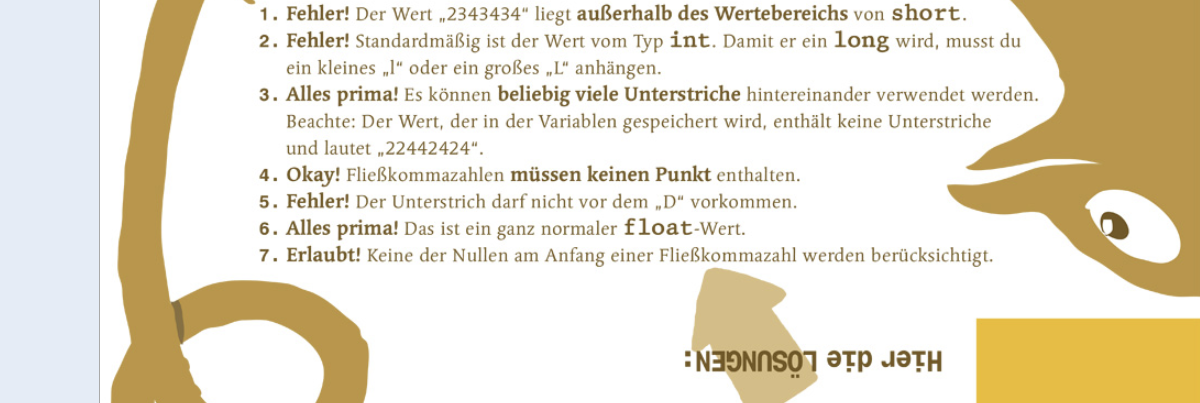 1. Fehler! Der Wert „2343434“ liegt außerhalb des Wertebereichs von short.
2. Fehler! Standardmäßig ist der Wert vom Typ int. Damit er ein long wird, musst du
ein kleines „l“ oder ein großes „L“ anhängen.
3. Alles prima! Es können beliebig viele Unterstriche hintereinander verwendet werden.
Beachte: Der Wert, der in der Variablen gespeichert wird, enthält keine Unterstriche
und lautet „22442424“.
4. Okay! Fließkommazahlen müssen keinen Punkt enthalten.
5. Fehler! Der Unterstrich darf nicht vor dem „D“ vorkommen.
6. Alles prima! Das ist ein ganz normaler float-Wert.
7. Erlaubt! Keine der Nullen am Anfang einer Fließkommazahl werden berücksichtigt.
Hier die LÖSUNGEN: